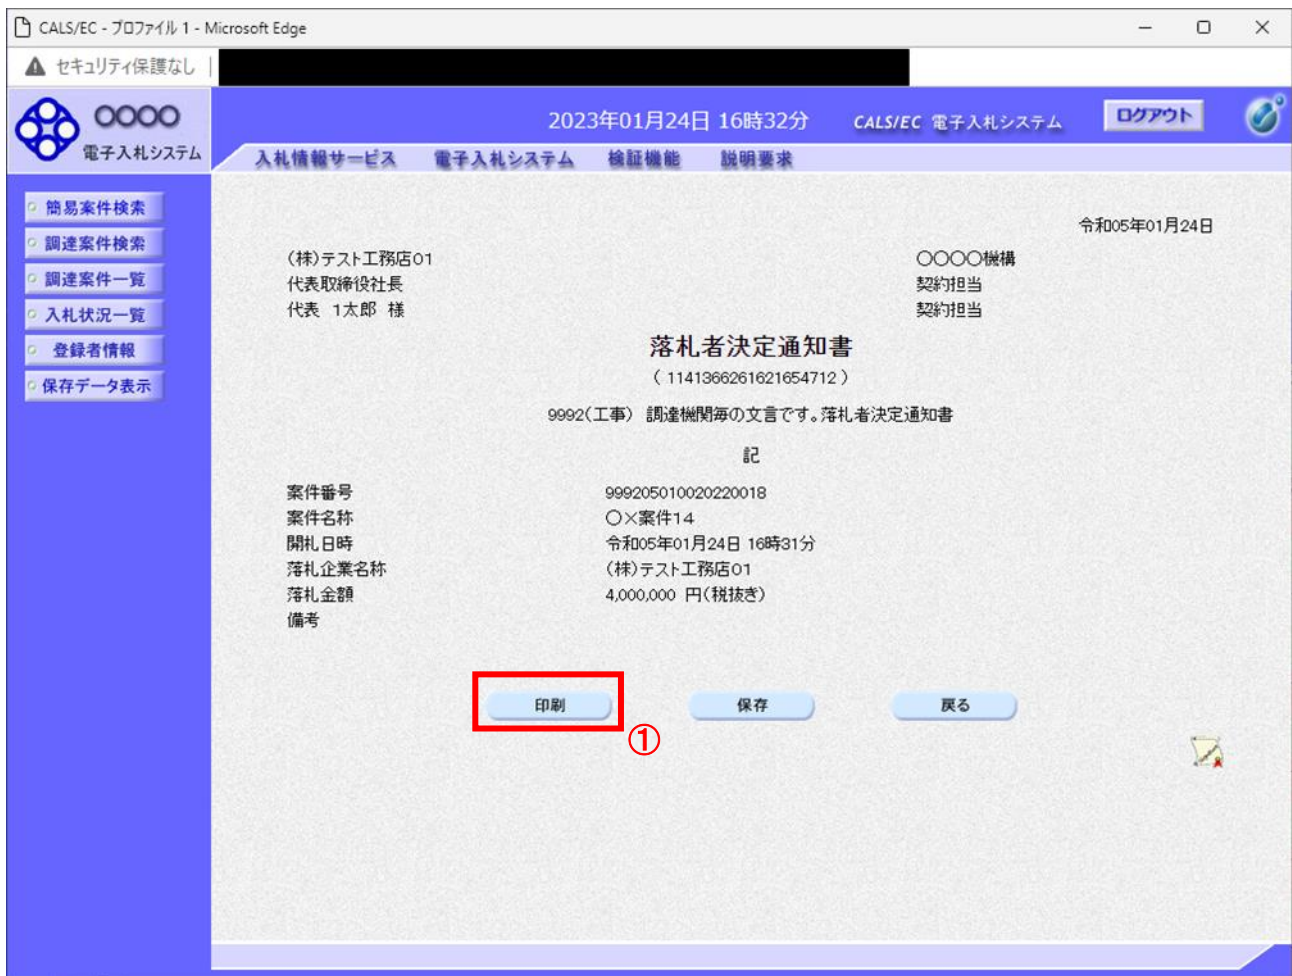 CALS/EC - プロファイル 1 - Microsoft Edge
セキュリティ保護なし
○○○○
電子入札システム
2023年01月24日 16時32分
CALS/EC 電子入札システム
ログアウト
入札情報サービス 電子入札システム 検証機能 説明要求
簡易案件検索
調達案件検索
調達案件一覧
入札状況一覧
登録者情報
保存データ表示
令和05年01月24日
(株)テスト工務店01
代表取締役社長
代表 1太郎 様
○○○○機構
契約担当
契約担当
落札者決定通知書
( 1141366261621654712 )
9992(工事) 調達機関毎の文言です。落札者決定通知書
記
案件番号 999205010020220018
案件名称 ○×案件14
開札日時 令和05年01月24日 16時31分
落札企業名称 (株)テスト工務店01
落札金額 4,000,000 円(税抜き)
備考
印刷 保存 戻る
①